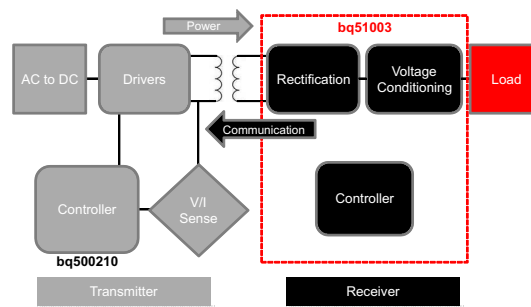 Power
bq51003
AC to DC
Drivers
Rectification
Voltage
Conditioning
Load
Communication
Controller
V/I
Sense
Controller
bq500210
Transmitter
Receiver